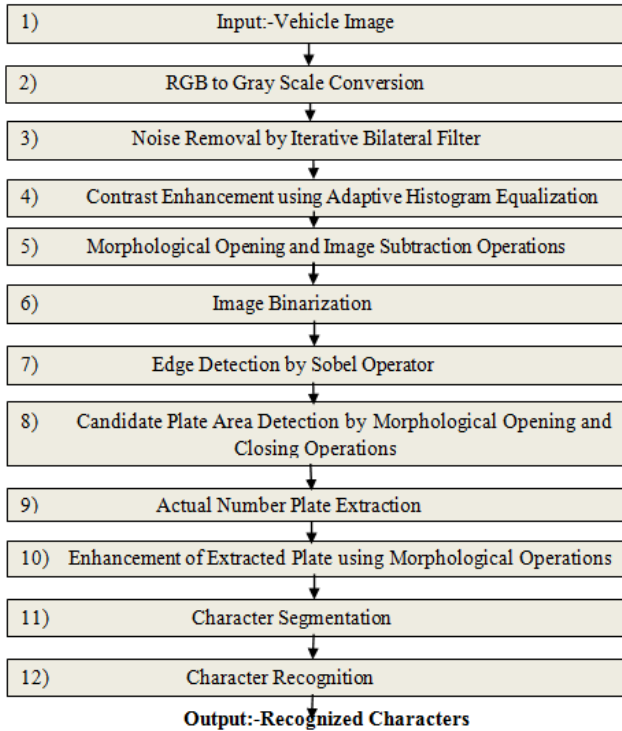 1) Input:-Vehicle Image
2) RGB to Gray Scale Conversion
3) Noise Removal by Iterative Bilateral Filter
4) Contrast Enhancement using Adaptive Histogram Equalization
5) Morphological Opening and Image Subtraction Operations
6) Image Binarization
7) Edge Detection by Sobel Operator
8) Candidate Plate Area Detection by Morphological Opening and
Closing Operations
9) Actual Number Plate Extraction
10) Enhancement of Extracted Plate using Morphological Operations
11) Character Segmentation
12) Character Recognition
Output:-Recognized Characters